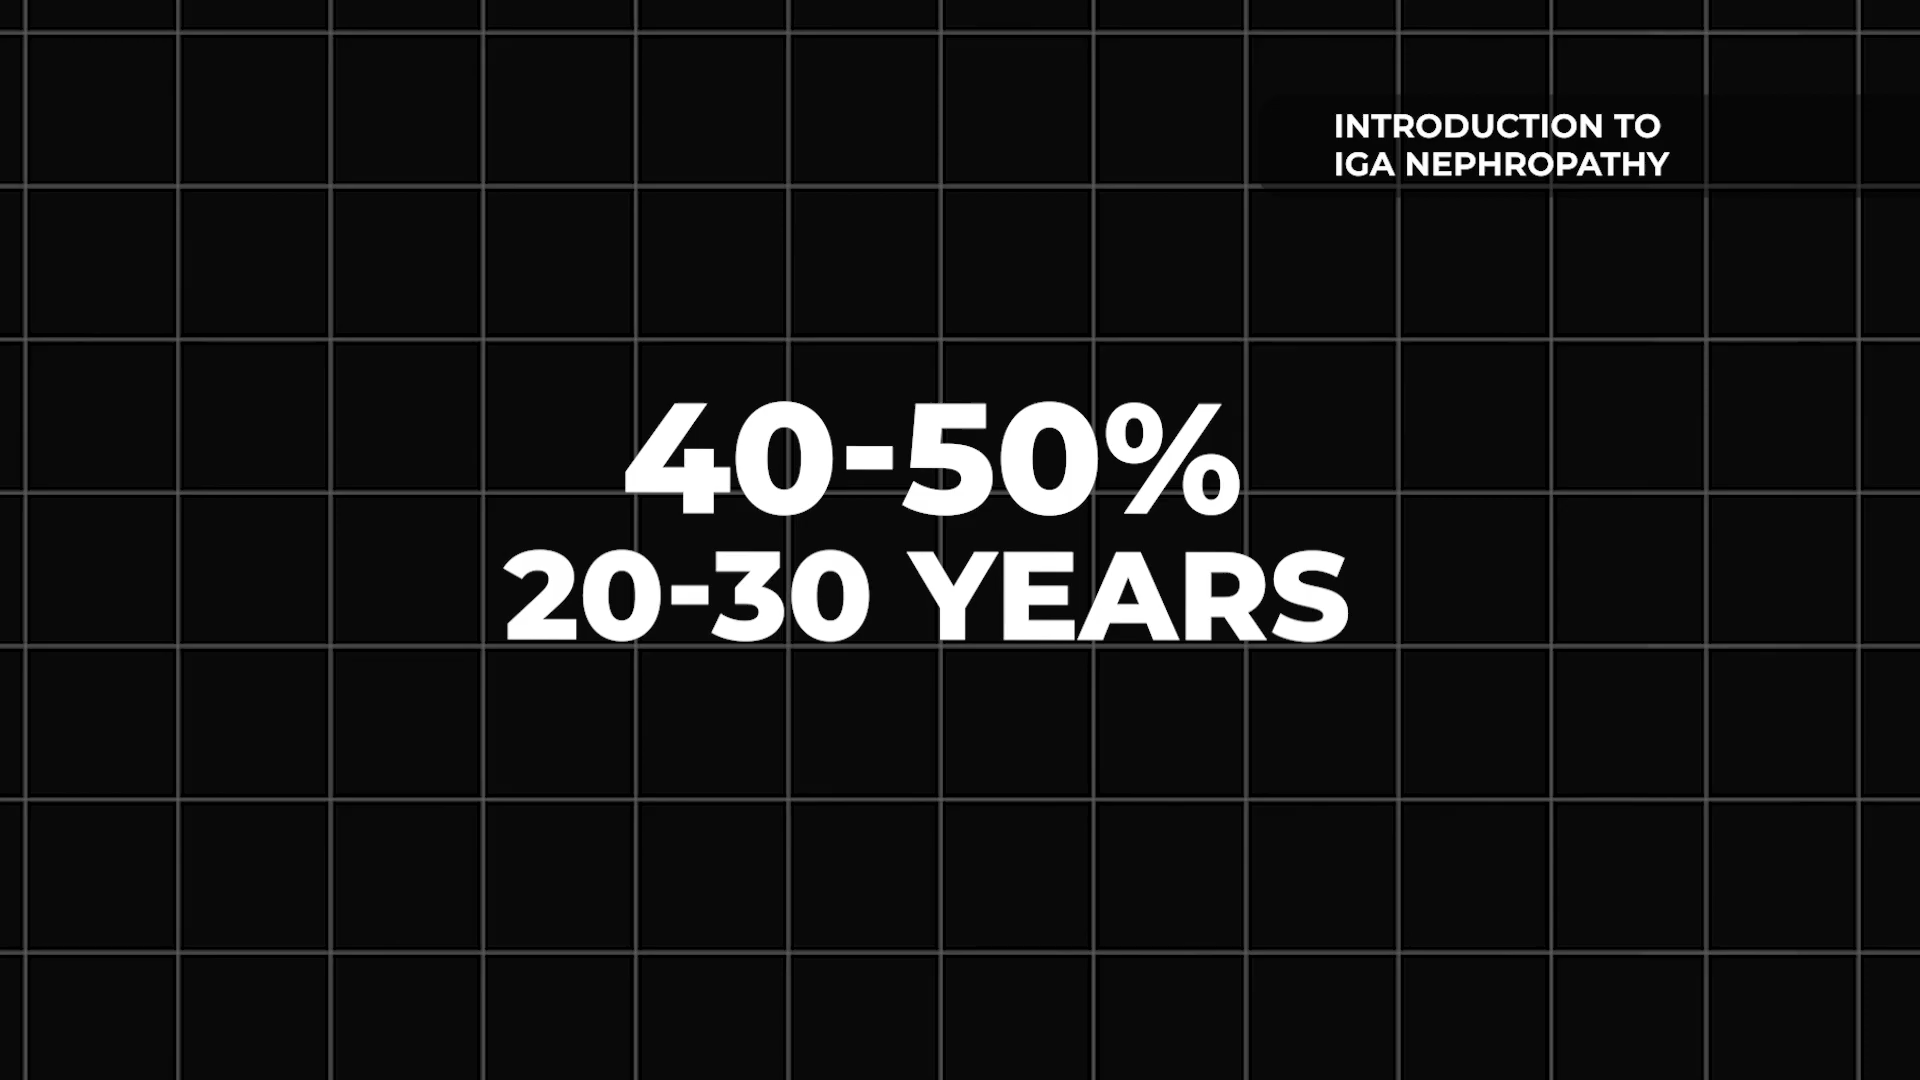 INTRODUCTION TO
IGA NEPHROPATHY
40-50%
20-30 YEARS